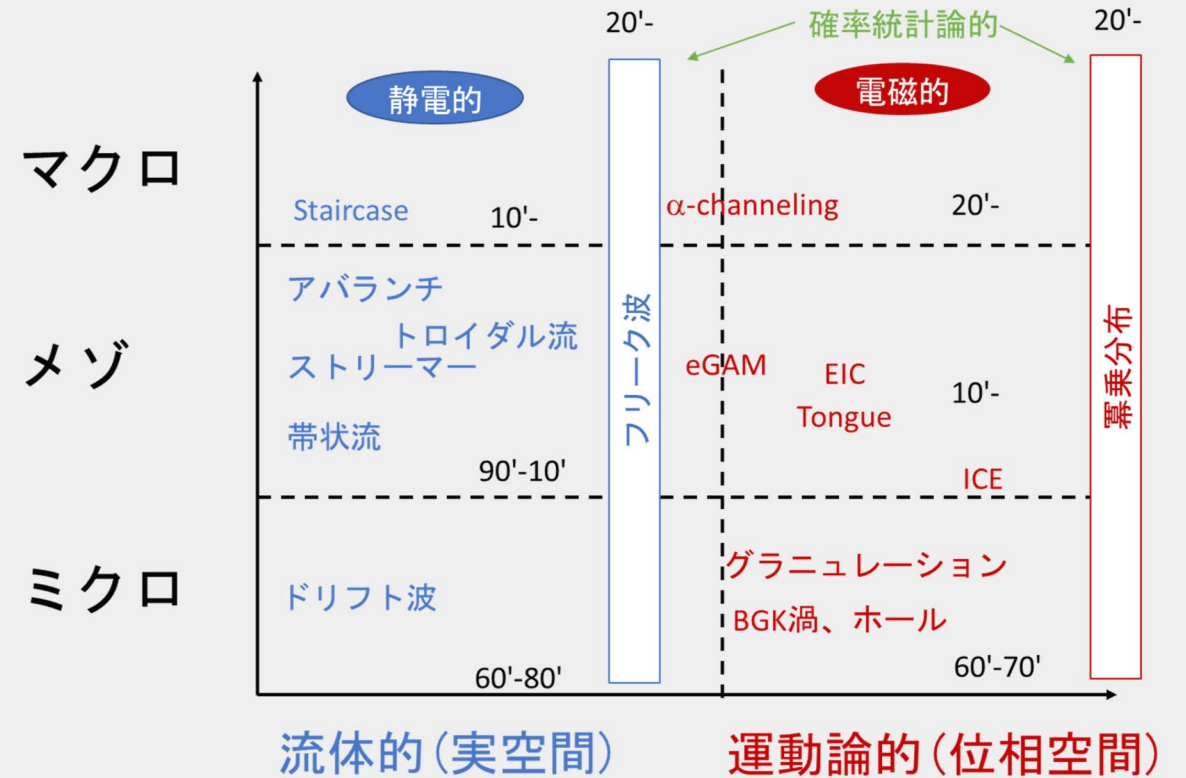 20'-
確率統計論的
20'-
静電的
電磁的
マクロ
Staircase
10'-
α-channeling
20'-
アバランチ
トロイダル流
ストリーマー
メゾ
フリーク波
eGAM
EIC
Tongue
10'-
冪乗分布
帯状流
90'-10'
ICE
ミクロ
ドリフト波
グラニュレーション
BGK渦、ホール
60'-80'
60'-70'
流体的(実空間)
運動論的(位相空間)